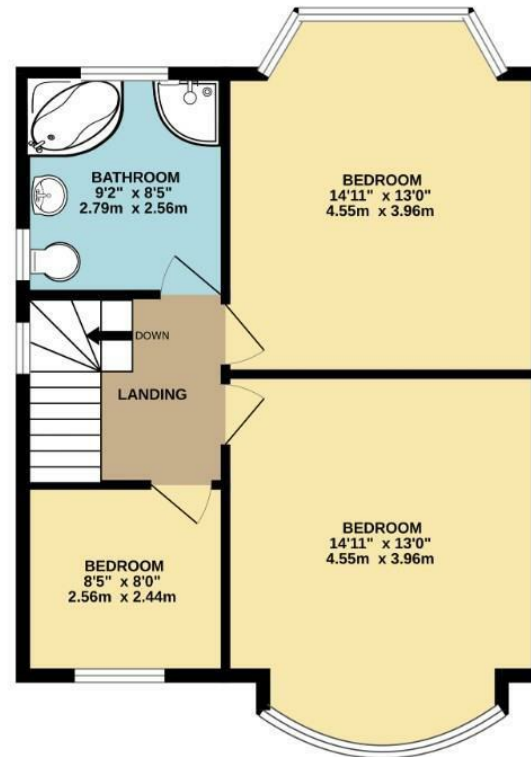 BATHROOM
9'2" x 8'5"
2.79m x 2.56m
BEDROOM
14'11" x 13'0"
4.55m x 3.96m
DOWN
LANDING
BEDROOM
14'11" x 13'0"
4.55m x 3.96m
BEDROOM
8'5" x 8'0"
2.56m x 2.44m